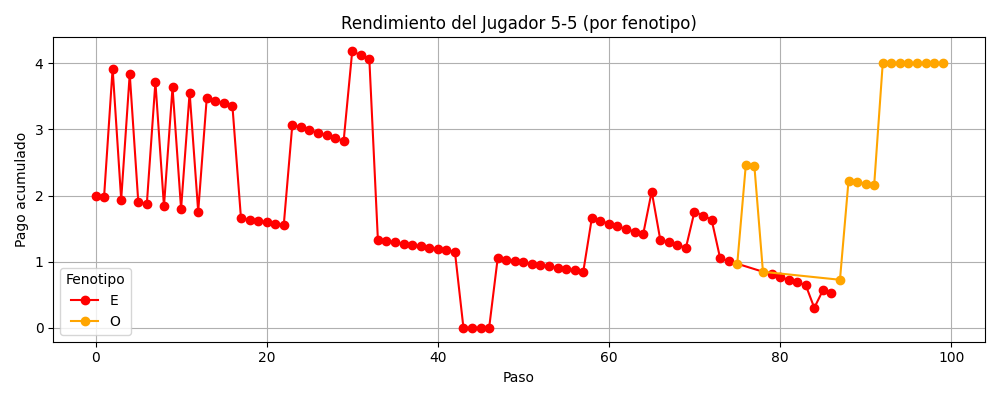 Rendimiento del Jugador 5-5 (por fenotipo)
Pago acumulado
4
3
2
1
0
Fenotipo
E
O
0 20 40 60 80 100
Paso